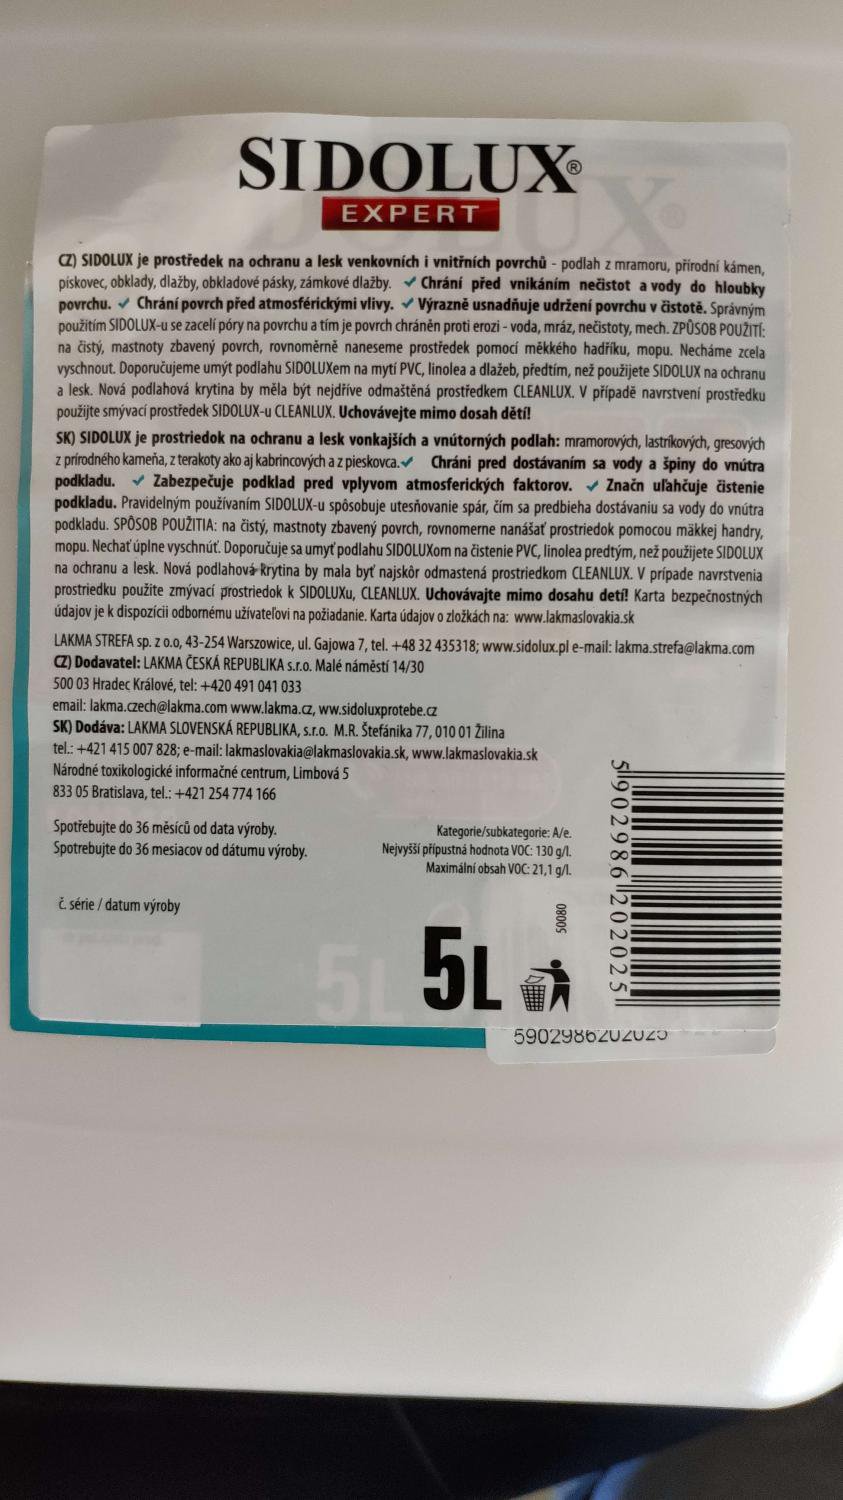 SIDOLUX®
EXPERT
CZ) SIDOLUX je prostředek na ochranu a lesk venkovních i vnitřních povrchů - podlah z mramoru, přírodní kámen,
pískovec, obklady, dlažby, obkladové pásky, zámkové dlažby. ✔ Chrání před vnikáním nečistot a vody do hloubky
povrchu. ✔ Chrání povrch před atmosférickými vlivy. ✔ Výrazně usnadňuje udržení povrchu v čistotě. Správným
použitím SIDOLUX-u se zacelí póry na povrchu a tím je povrch chráněn proti erozi - voda, mráz, nečistoty, mech. ZPŮSOB POUŽITÍ:
na čistý, mastnoty zbavený povrch, rovnoměrně naneseme prostředek pomocí měkkého hadříku, mopu. Necháme zcela
vyschnout. Doporučujeme umýt podlahu SIDOLUXem na mytí PVC, linolea a dlažeb, předtím, než použijete SIDOLUX na ochranu
a lesk. Nová podlahová krytina by měla být nejdříve odmaštěná prostředkem CLEANLUX. V případě navrstvení prostředku
použijte smývací prostředek SIDOLUX-u CLEANLUX. Uchovávejte mimo dosah dětí!
SK) SIDOLUX je prostriedok na ochranu a lesk vonkajších a vnútorných podlah: mramorových, lastríkových, gresových
z prírodného kameňa, z terakoty ako aj kabrincových a z pieskovca. ✔ Chráni pred dostávaním sa vody a špiny do vnútra
podkladu. ✔ Zabezpečuje podklad pred vplyvom atmosferických faktorov. ✔ Značn uľahčuje čistenie
podkladu. Pravidelným používaním SIDOLUX-u spôsobuje utesňovanie spár, čím sa predbieha dostávaniu sa vody do vnútra
podkladu. SPÔSOB POUŽITIA: na čistý, mastnoty zbavený povrch, rovnomerne nanášať prostriedok pomocou mäkkej handry,
mopu. Nechať úplne vyschnúť. Doporučuje sa umyť podlahu SIDOLUXom na čistenie PVC, linolea predtým, než použijete SIDOLUX
na ochranu a lesk. Nová podlahová krytina by mala byť najskôr odmastená prostriedkom CLEANLUX. V prípade navrstvenia
prostriedku použite zmývací prostriedok k SIDOLUXu, CLEANLUX. Uchovávajte mimo dosahu detí! Karta bezpečnostných
údajov je k dispozícii odbornému užívateľovi na požiadanie. Karta údajov o zložkách na: www.lakmaslovakia.sk
LAKMA STREFA sp. z o.o, 43-254 Warszowice, ul. Gajowa 7, tel. +48 32 435318; www.sidolux.pl e-mail: lakma.strefa@lakma.com
CZ) Dodavatel: LAKMA ČESKÁ REPUBLIKA s.r.o. Malé náměstí 14/30
500 03 Hradec Králové, tel: +420 491 041 033
email: lakma.czech@lakma.com www.lakma.cz, ww.sidoluxprotebe.cz
SK) Dodáva: LAKMA SLOVENSKÁ REPUBLIKA, s.r.o. M.R. Štefánika 77, 010 01 Žilina
tel.: +421 415 007 828; e-mail: lakmaslovakia@lakmaslovakia.sk, www.lakmaslovakia.sk
Národné toxikologické informačné centrum, Limbová 5
833 05 Bratislava, tel.: +421 254 774 166
Spotřebujte do 36 měsíců od data výroby.
Spotrebujte do 36 mesiacov od dátumu výroby.
Kategorie/subkategorie: A/e.
Nejvyšší přípustná hodnota VOC: 130 g/l.
Maximální obsah VOC: 21,1 g/l.
č. série / datum výroby
5L
50080
5902986202025
5902986202025